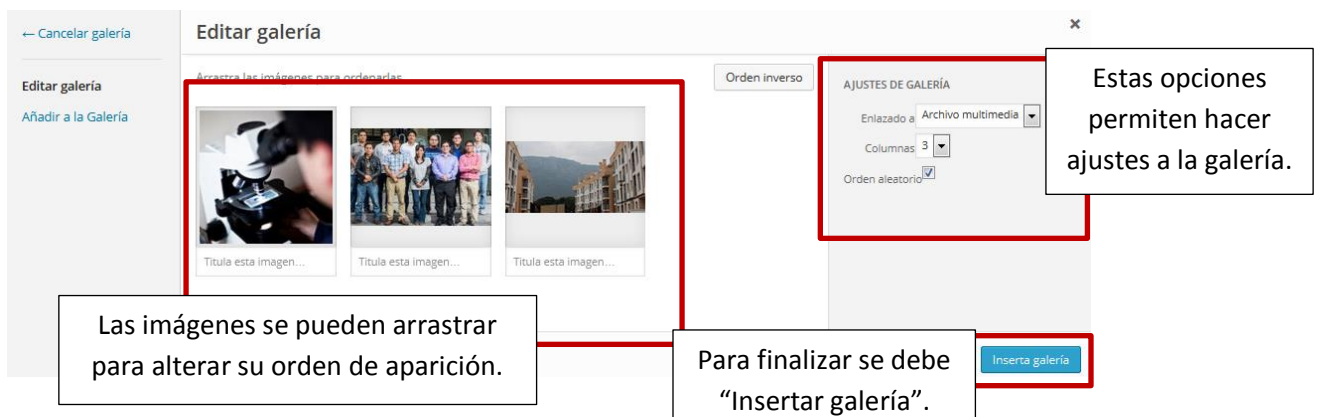 ← Cancelar galería
Editar galería
Añadir a la Galería
Editar galería
×
Arrastra las imágenes para ordenarlas
Orden inverso
Titula esta imagen...
Titula esta imagen...
Titula esta imagen...
AJUSTES DE GALERÍA
Enlazado a Archivo multimedia
Columnas 3
Orden aleatorio
Estas opciones
permiten hacer
ajustes a la galería.
Las imágenes se pueden arrastrar
para alterar su orden de aparición.
Para finalizar se debe
“Insertar galería”.
Inserta galería